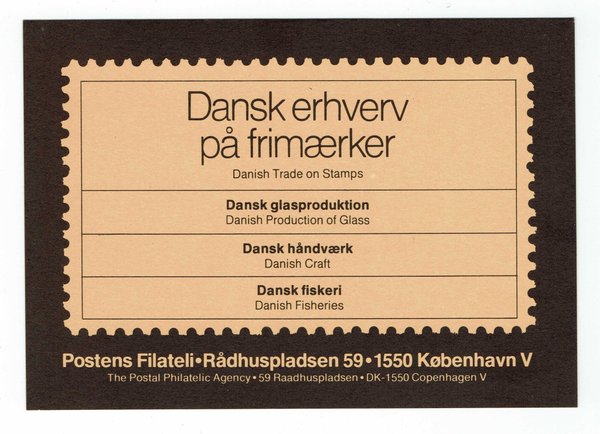 Dansk erhverv
på frimærker
Danish Trade on Stamps
Dansk glasproduktion
Danish Production of Glass
Dansk håndværk
Danish Craft
Dansk fiskeri
Danish Fisheries
Postens Filateli•Rådhuspladsen 59•1550 København V
The Postal Philatelic Agency•59 Raadhuspladsen•DK-1550 Copenhagen V